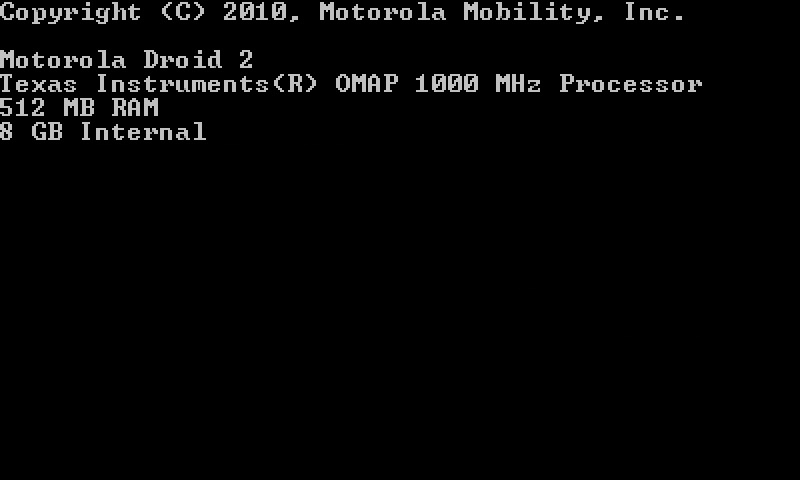 Copyright (C) 2010, Motorola Mobility, Inc.
Motorola Droid 2
Texas Instruments(R) OMAP 1000 MHz Processor
512 MB RAM
8 GB Internal